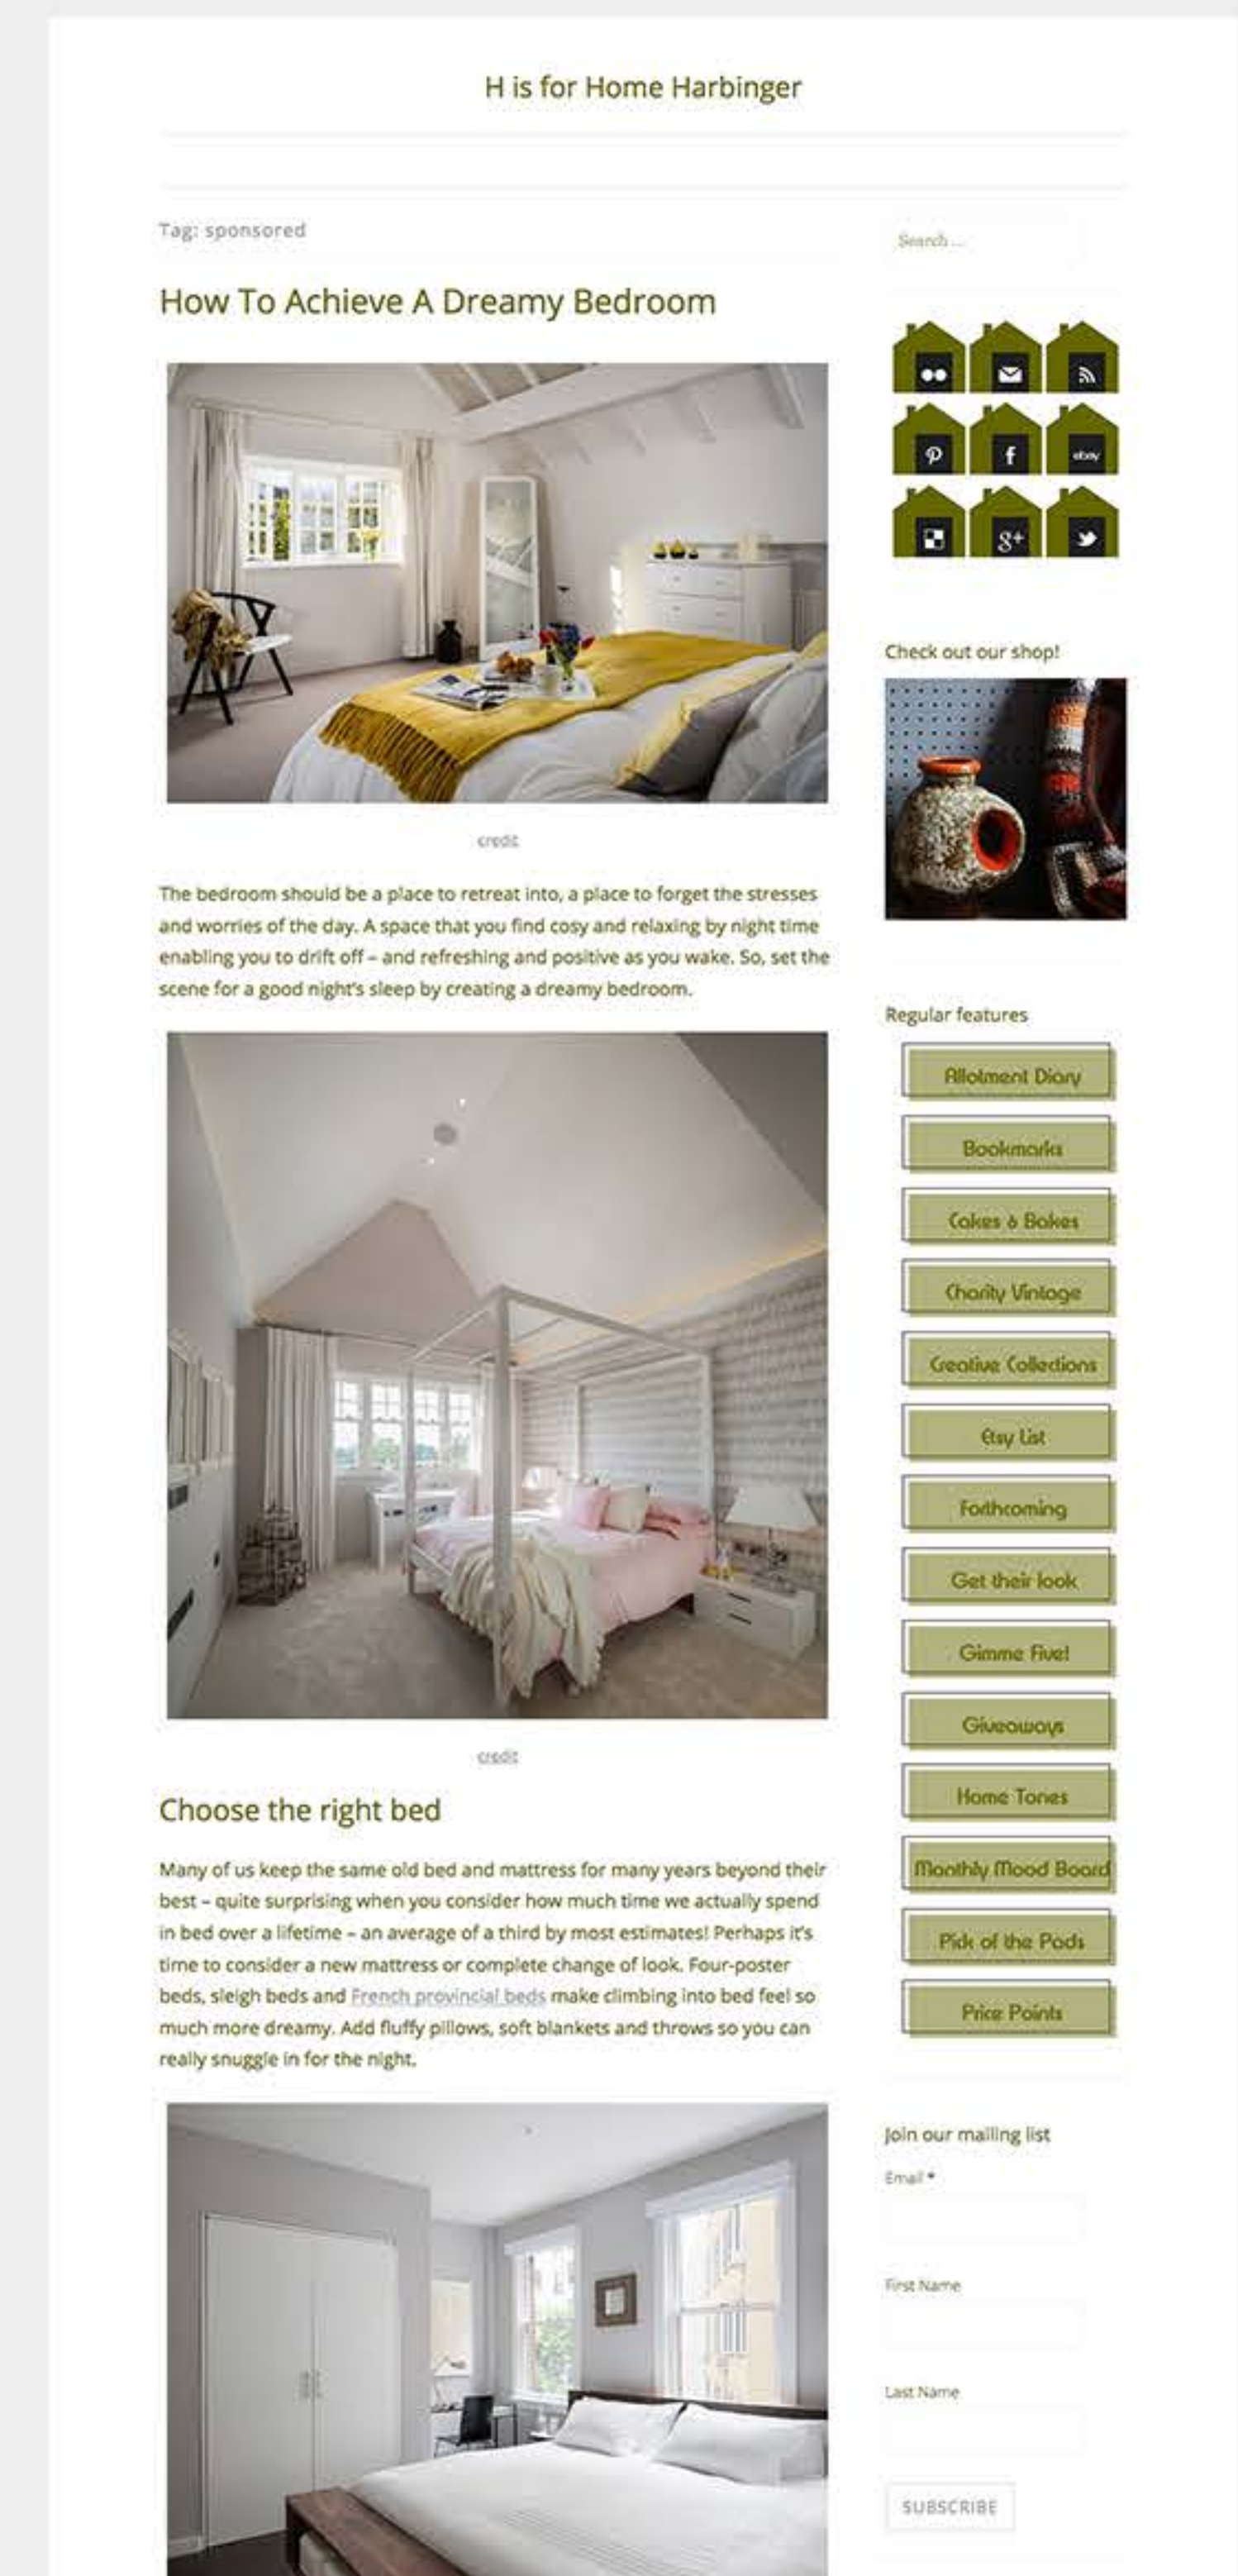 H is for Home Harbinger
Tag: sponsored
How To Achieve A Dreamy Bedroom
credit
The bedroom should be a place to retreat into, a place to forget the stresses
and worries of the day. A space that you find cosy and relaxing by night time
enabling you to drift off – and refreshing and positive as you wake. So, set the
scene for a good night's sleep by creating a dreamy bedroom.
credit
Choose the right bed
Many of us keep the same old bed and mattress for many years beyond their
best – quite surprising when you consider how much time we actually spend
in bed over a lifetime – an average of a third by most estimates! Perhaps it's
time to consider a new mattress or complete change of look. Four-poster
beds, sleigh beds and French provincial beds make climbing into bed feel so
much more dreamy. Add fluffy pillows, soft blankets and throws so you can
really snuggle in for the night.
Search ...
f
ebay
g+
Check out our shop!
Regular features
Allotment Diary
Bookmarks
Cakes & Bakes
Charity Vintage
Creative Collections
Etsy List
Forthcoming
Get their look
Gimme Five!
Giveaways
Home Tones
Monthly Mood Board
Pick of the Pads
Price Points
Join our mailing list
Email *
First Name
Last Name
SUBSCRIBE